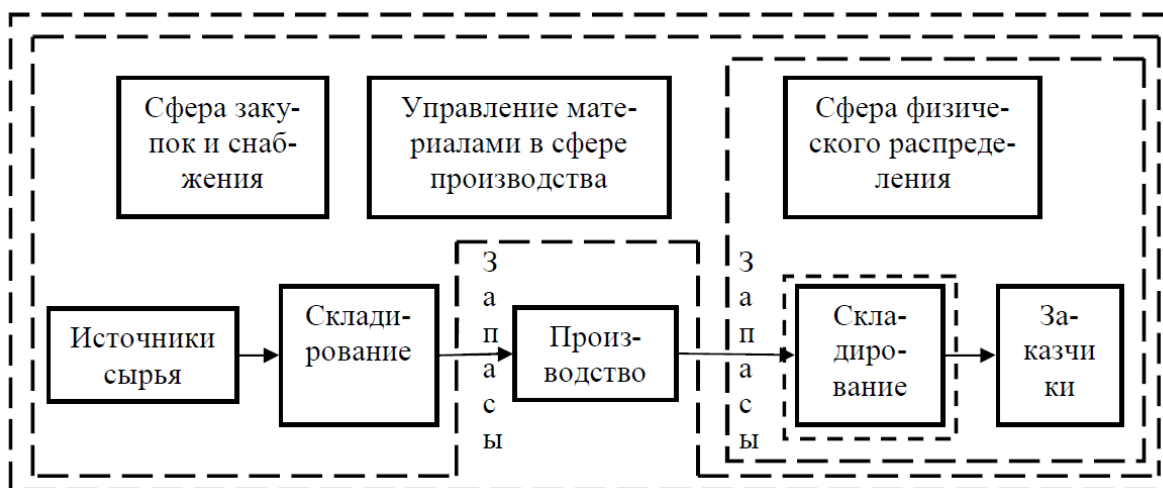 Сфера заку-
пок и снаб-
жения
Управление мате-
риалами в сфере
производства
Сфера физиче-
ского распреде-
ления
Источники
сырья
Склади-
рование
З
а
п
а
с
ы
Произ-
водство
З
а
п
а
с
ы
Скла-
диро-
вание
За-
казчи
ки